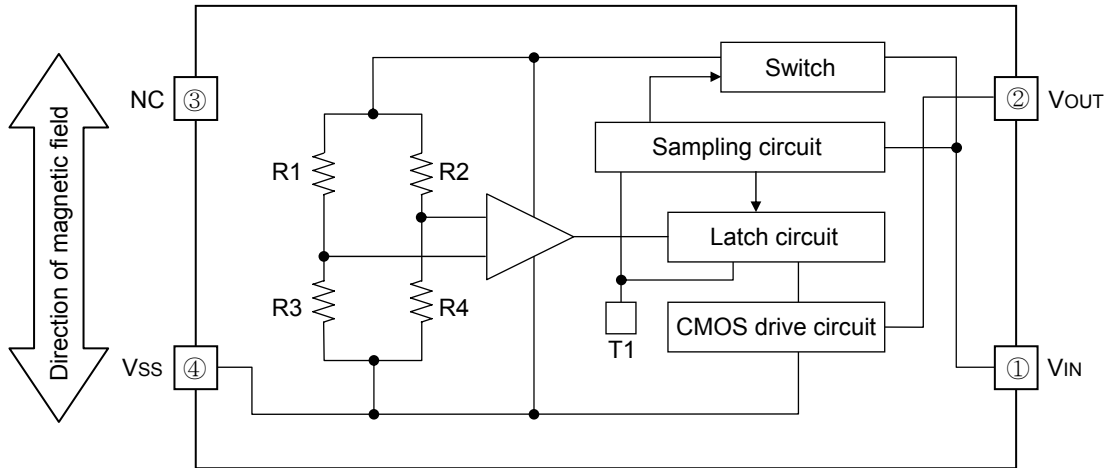 Direction of magnetic field
NC ③
VSS ④
R1
R2
R3
R4
Switch
Sampling circuit
Latch circuit
CMOS drive circuit
T1
② VOUT
① VIN